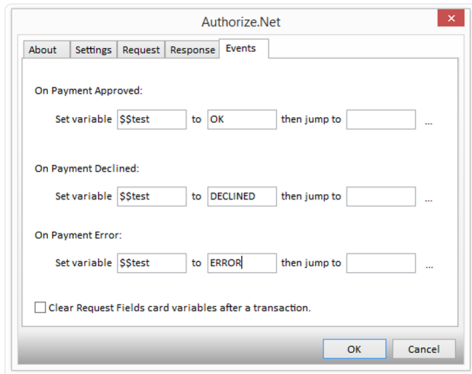 Authorize.Net
About Settings Request Response Events
On Payment Approved:
Set variable $$test to OK then jump to ...
On Payment Declined:
Set variable $$test to DECLINED then jump to ...
On Payment Error:
Set variable $$test to ERROR then jump to ...
Clear Request Fields card variables after a transaction.
OK Cancel